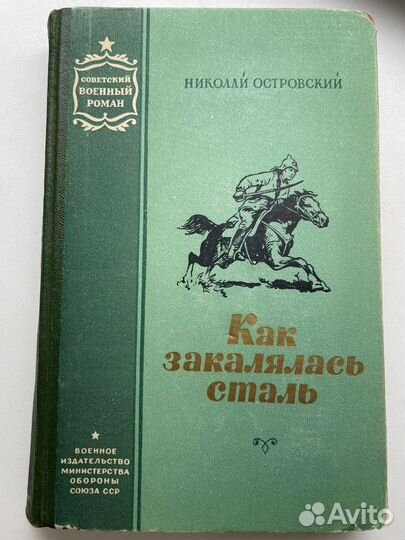 СОВЕТСКИЙ
ВОЕННЫЙ
РОМАН
НИКОЛАЙ ОСТРОВСКИЙ
Как
закалялась
сталь
ВОЕННОЕ
ИЗДАТЕЛЬСТВО
МИНИСТЕРСТВА
ОБОРОНЫ
СОЮЗА ССР
Avito